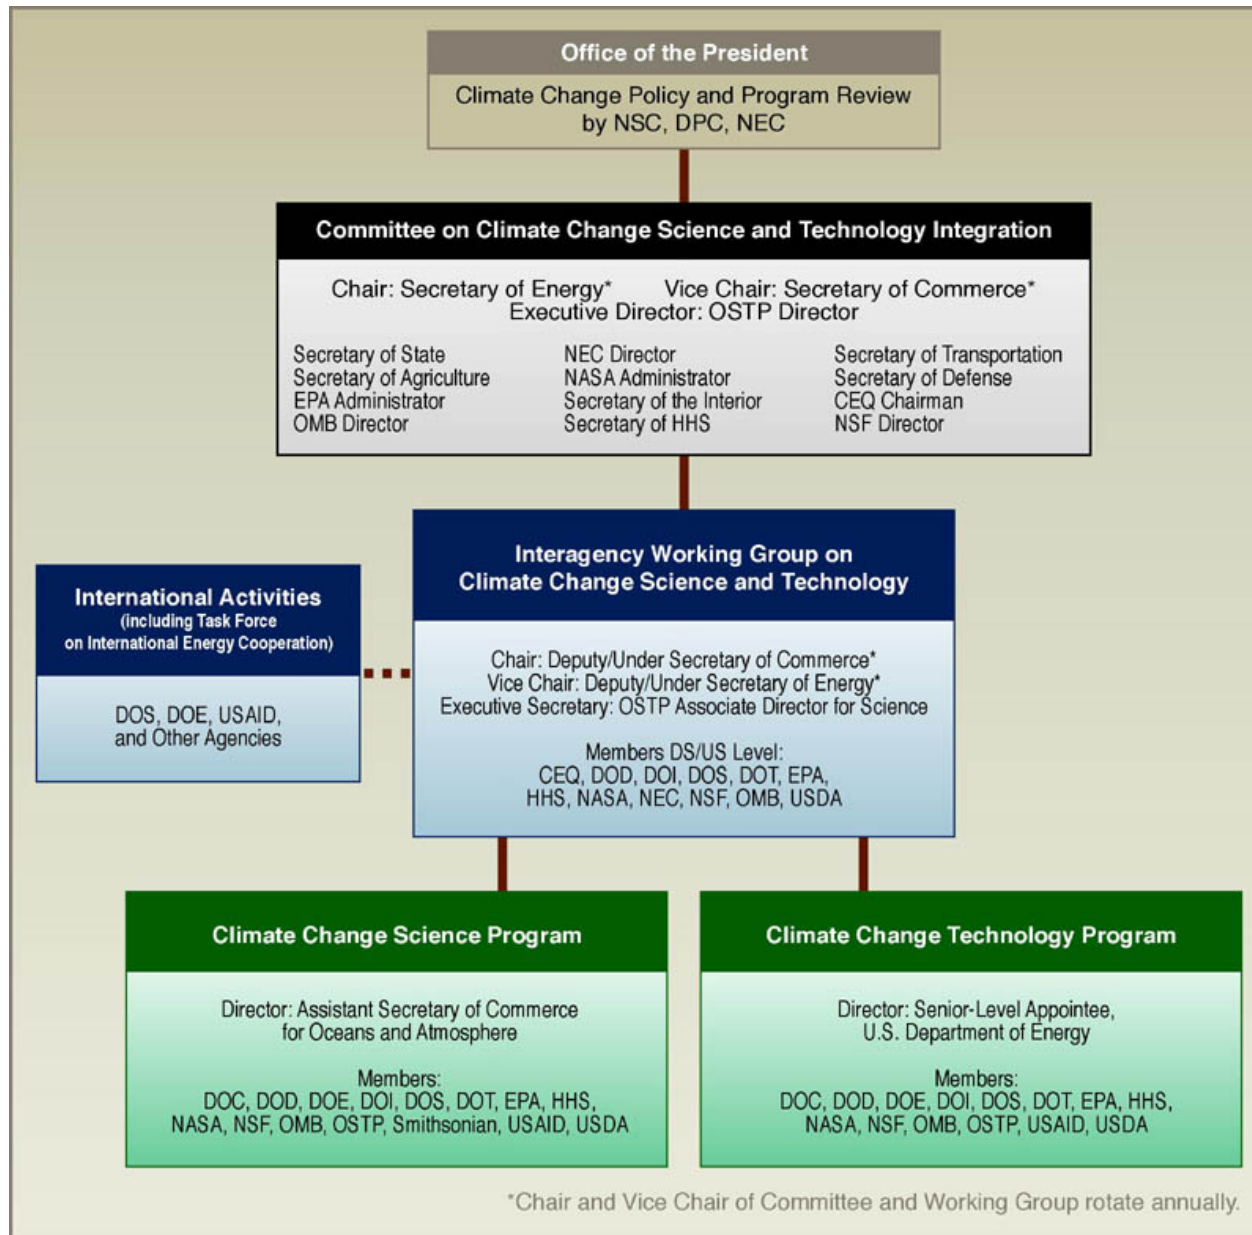 Office of the President
Climate Change Policy and Program Review
by NSC, DPC, NEC
Committee on Climate Change Science and Technology Integration
Chair: Secretary of Energy* Vice Chair: Secretary of Commerce*
Executive Director: OSTP Director
Secretary of State
Secretary of Agriculture
EPA Administrator
OMB Director
NEC Director
NASA Administrator
Secretary of the Interior
Secretary of HHS
Secretary of Transportation
Secretary of Defense
CEQ Chairman
NSF Director
International Activities
(including Task Force
on International Energy Cooperation)
DOS, DOE, USAID,
and Other Agencies
Interagency Working Group on
Climate Change Science and Technology
Chair: Deputy/Under Secretary of Commerce*
Vice Chair: Deputy/Under Secretary of Energy*
Executive Secretary: OSTP Associate Director for Science
Members DS/US Level:
CEQ, DOD, DOI, DOS, DOT, EPA,
HHS, NASA, NEC, NSF, OMB, USDA
Climate Change Science Program
Director: Assistant Secretary of Commerce
for Oceans and Atmosphere
Members:
DOC, DOD, DOE, DOI, DOS, DOT, EPA, HHS,
NASA, NSF, OMB, OSTP, Smithsonian, USAID, USDA
Climate Change Technology Program
Director: Senior-Level Appointee,
U.S. Department of Energy
Members:
DOC, DOD, DOE, DOI, DOS, DOT, EPA, HHS,
NASA, NSF, OMB, OSTP, USAID, USDA
*Chair and Vice Chair of Committee and Working Group rotate annually.